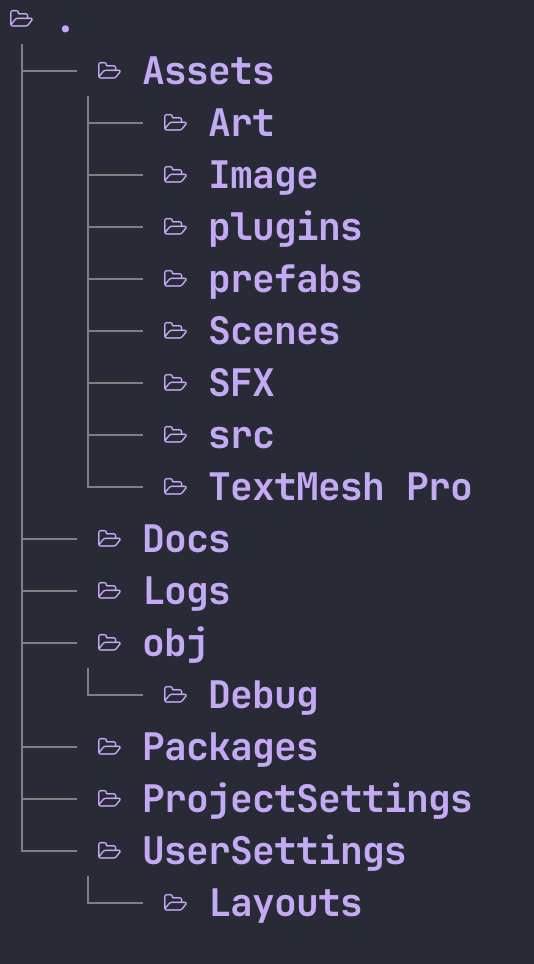 .
Assets
Art
Image
plugins
prefabs
Scenes
SFX
src
TextMesh Pro
Docs
Logs
obj
Debug
Packages
ProjectSettings
UserSettings
Layouts